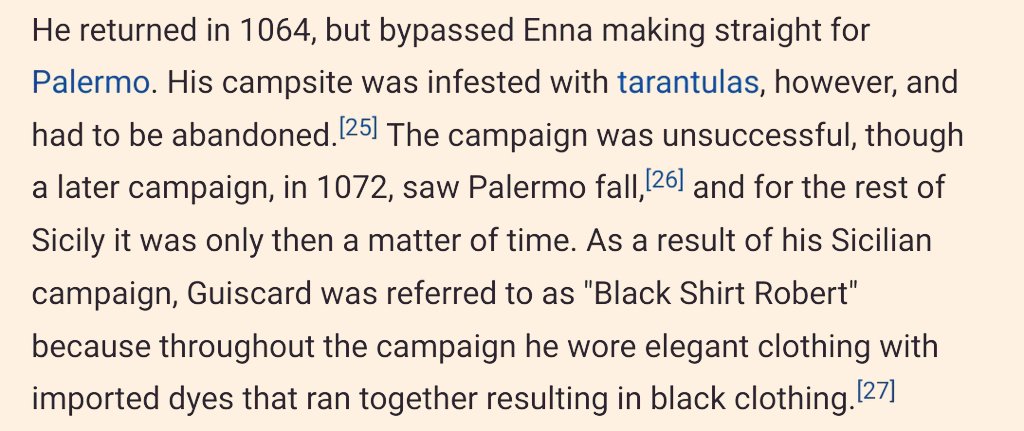 He returned in 1064, but bypassed Enna making straight for
Palermo. His campsite was infested with tarantulas, however, and
had to be abandoned.[25] The campaign was unsuccessful, though
a later campaign, in 1072, saw Palermo fall,[26] and for the rest of
Sicily it was only then a matter of time. As a result of his Sicilian
campaign, Guiscard was referred to as "Black Shirt Robert"
because throughout the campaign he wore elegant clothing with
imported dyes that ran together resulting in black clothing.[27]